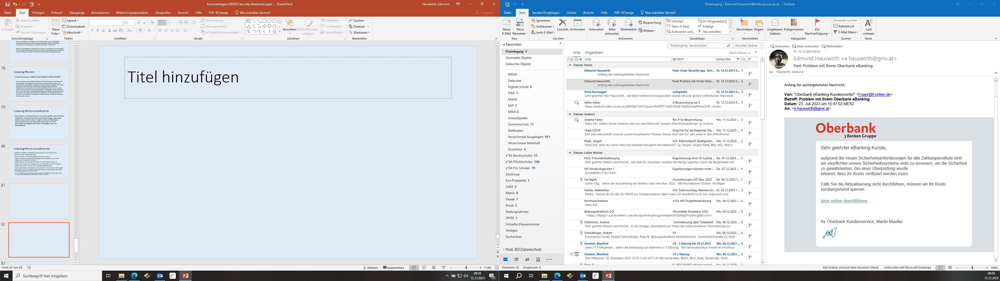 Kursunterlagen DSGVO Security Awareness.pptx - PowerPoint
Hauswirth, Edmund
Datei Start Einfügen Entwurf Übergänge Animationen Bildschirmpräsentation Überprüfen Ansicht Hilfe PDF-XChange Was möchten Sie tun? Freigeben
Einfügen
Ausschneiden
Kopieren
Format übertragen
Zwischenablage
Neue Folie
Layout
Zurücksetzen
Abschnitt
Folien
28
F K U S abc AV Aa A
Schriftart
Textrichtung
Text ausrichten
In SmartArt konvertieren
Absatz
Anordnen
Schnellformat-vorlagen
Fülleffekt
Formkontur
Formeffekte
Zeichnen
Suchen
Ersetzen
Markieren
Bearbeiten
78
Cyberangriffe 2022
THALIA Online-Shop: CYBERATTACKE PER BRUTE-FORCE-ANGRIFF
79
Cyberangriffe Schutzmaßnahme
80
Cyberangriffe Schutzmaßnahmen
81
82
83
Titel hinzufügen
Folie 82 von 85
Notizen Kommentare 114%
Suchbegriff hier eingeben
09:59
12.12.2023
13
Posteingang - Edmund.Hauswirth@bildung-ooe.gv.at - Outlook
Datei Start Senden/Empfangen Ordner Ansicht Hilfe PDF-XChange Was möchten Sie tun?
Neue E-Mail
Neue Elemente
Neu
Ignorieren
Aufräumen
Junk-E-Mail
Löschen
Archivieren
Löschen
Antworten
Allen antworten
Weiterleiten
Besprechung
Weitere
Antworten
Infected
Team-E-Mail
Antworten und...
An Vorgesetzte(n)
Erledigt
Neu erstellen
QuickSteps
Verschieben
Regeln
Verschieben
Ungelesen/ Gelesen
Kategorisieren
Zur Nachverfolgung
Kategorien
Personen suchen
Adressbuch
E-Mail filtern
Suchen
Laut vorlesen
Rede
Favoriten
Posteingang 4
Gesendete Objekte
Gelöschte Objekte
BilDok
Datacube
Digitale Schule 9
FWA 1
Matrik
SAP 3
MIKA-D
SchoolUpdate
Sommerschule 11
Stellenplan
Verzeichnisse Ausgelagert 931
Verzeichnisse fehlerhaft
ZoomUser 4
e*SA Berufsschulen 15
e*SA Pflichtschulen 266
e*SA Priv Schulen 19
EduGroup
Koo Protokolle 1
LMM 2
Matrik 8
Oeaab 7
Privat 5
Stellungnahmen
UNTIS 1
Virtuelles Klassenzimmer
Vorlagen
Suchordner
Post, BD.Datenschutz
"Posteingang" durchsuchen
Aktueller Ordner
Alle Ungelesen
Nach Datum
VON BETREFF ERHALTEN
Datum: Heute
Edmund Hauswirth Fwd: Unser Security-app Sich... Di. 12.12.2023 0... 1
Anfang der weitergeleiteten Nachricht:
Edmund Hauswirth Fwd: Problem mit Ihrem Ober... Di. 12.12.2023 0... 4
Anfang der weitergeleiteten Nachricht:
Doris Buchegger Leihgeräte Di. 12.12.2023 0... 3
Sehr geehrter Herr Hauswirth, wie eben telefonisch besprochen würde ich zum gestern entliehenen iPad noch
lieber lieber It Besprechung um 9 Di. 12.12.2023 0... 3
Datum: Gestern
Andrea Tober Re: e*SA Besprechung Mo. 11.12.2023 ... 2
Hallo Edi! Gelten beide Termine oder nur der Mittwoch? (wegen Dienstreiseauftrag) lg Andrea
Team OÖVP Weg frei für die Regional-Sta... Mo. 11.12.2023 ... 5
Seit dem Amtsantritt unseres Landeshauptmanns Thomas Stelzer wird Jahr für Jahr mehr in den öffentlichen
Raab, Jürgen WG: Matrikreport Stadtgemei... Mo. 11.12.2023 ... 2
Hallo Edi! Hast du schon Infos für Dominik bezüglich der Matriken? Lg Jürgen Jürgen Raab, BEd, MSc Präs/1
Datum: Letzte Woche
Post, IT.Kundenbetreuung Registrierung einer ID Austria ... Do. 07.12.2023 ... 3
Sehr geehrte Damen und Herren, seit dem 05. Dezember wurden die Handy-Signatur sowie die Bürgerkarte von
MS Windischgarsten 1 Supplierungen können nicht ... Do. 07.12.2023 ... 4
Geschätztes e*Sa Team!
Yve Bigler Auswertungen OÖ Nov. 2023 Mi. 06.12.2023 1... 1
Guten Tag, anbei die Auswertung der Hotline Calls vom Nov. 2023. Mit freundlichen Grüßen Yve Bigler
Haider, Maximilian AW: Textvorschlag Hammersch... Di. 05.12.2023 1... 2
Danke, kannst du mir das im VDESK zur Vorapprobation (dann kann ich eventuell noch was ergänzen) und
Reinhard Naderer e*SA APS Projektteamsitzung Mo. 04.12.2023 ... 6
Hallo Edi!
Bildungsdirektion OÖ Newsletter Dezember 2023 Mo. 04.12.2023 ... 8
Müllehner, Andrea Vereinbarung über Telearbeit Mo. 04.12.2023 ... 5
Sehr geehrte Damen und Herren, in der Anlage, übermitteln wir Ihnen die unterschiebene Vereinbarung zur
Schindlinger, Hubert FA Mo. 04.12.2023 ... 6
Freundliche Grüße Hubert Schindlinger Präs/3a Bildungsdirektion Oberösterreich Sonnensteinstraße 20, 4040
Huemer, Manfred LV - 3 Sitzung am 20.12.2023 Mo. 04.12.2023 ... 9
Liebe LV 3 Mitglieder, anbei die Einladung zur nächsten LV 3 Sitzung. Der Jahresabschluss findet im Anschluss
Huemer, Manfred LV 3 Sitzung Mo. 04.12.2023 ... 2
Zeit: Mittwoch, 20. Dezember 2023 10:30-12:00 (UTC+01:00) Amsterdam, Berlin, Bern, Rom, Stockholm, Wien.
Antworten Allen antworten Weiterleiten
Di. 12.12.2023 09:55
Edmund Hauswirth <e.hauswirth@gmx.at>
Fwd: Problem mit Ihrem Oberbank eBanking
An Hauswirth, Edmund
Anfang der weitergeleiteten Nachricht:
Von: "Oberbank eBanking Kundencenter" <f.nayir@t-online.de>
Betreff: Problem mit Ihrem Oberbank eBanking
Datum: 23. Juli 2023 um 15:47:02 MESZ
An: <e.hauswirth@gmx.at>
Oberbank
3 Banken Gruppe
Sehr geehrter eBanking Kunde,
aufgrund der neuen Sicherheitsanforderungen für alle Zahlungsinstitute sind
wir verpflichtet unsere Sicherheitssysteme stets zu erneuern, um die Sicherheit
zu gewährleisten. Bei einer Überprüfung wurde
erkannt, dass Ihr Konto verifiziert werden muss.
Falls Sie die Aktualisierung nicht durchführen, müssen wir Ihr Konto
vorübergehend sperren.
Jetzt online durchführen
Ihr Oberbank Kundenservice, Martin Mueller
Elemente: 62 Ungelesen: 4
Alle Ordner sind auf dem neuesten Stand. Verbunden mit Microsoft Exchange 100%
09:59
12.12.2023